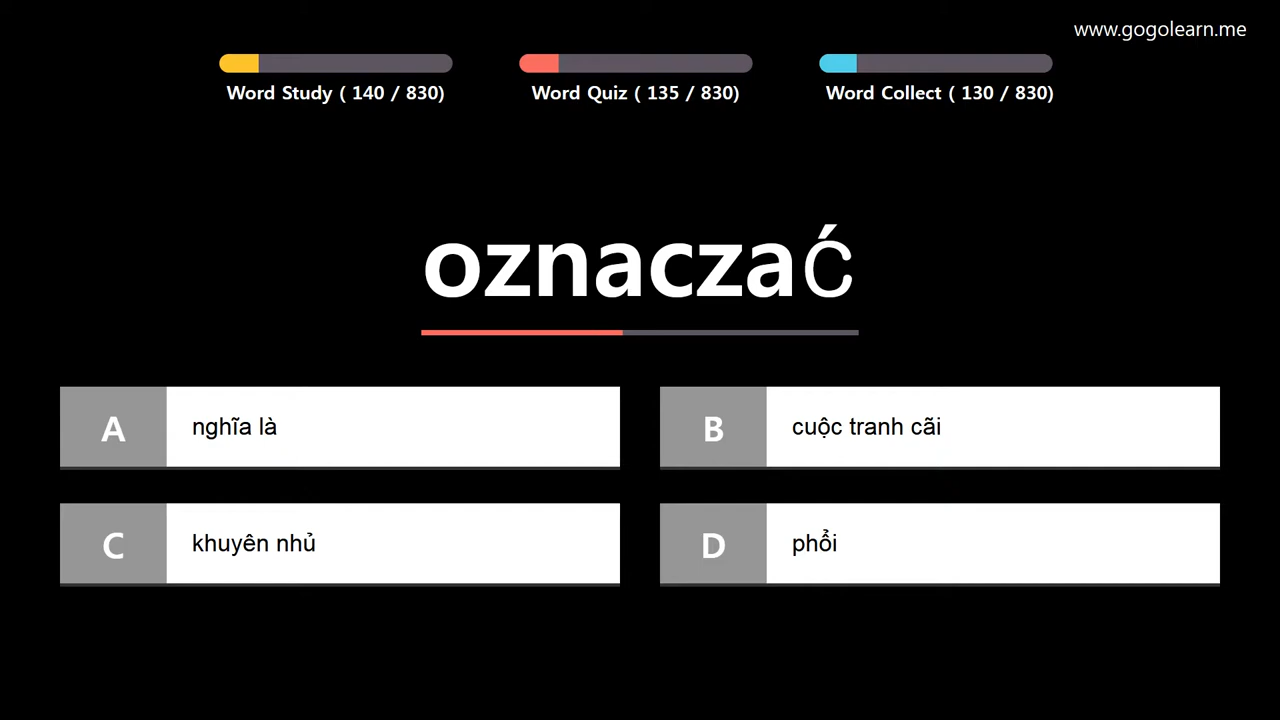 www.gogolearn.me
Word Study ( 140 / 830)
Word Quiz ( 135 / 830)
Word Collect ( 130 / 830)
oznaczać
A nghĩa là
B cuộc tranh cãi
C khuyên nhủ
D phổi